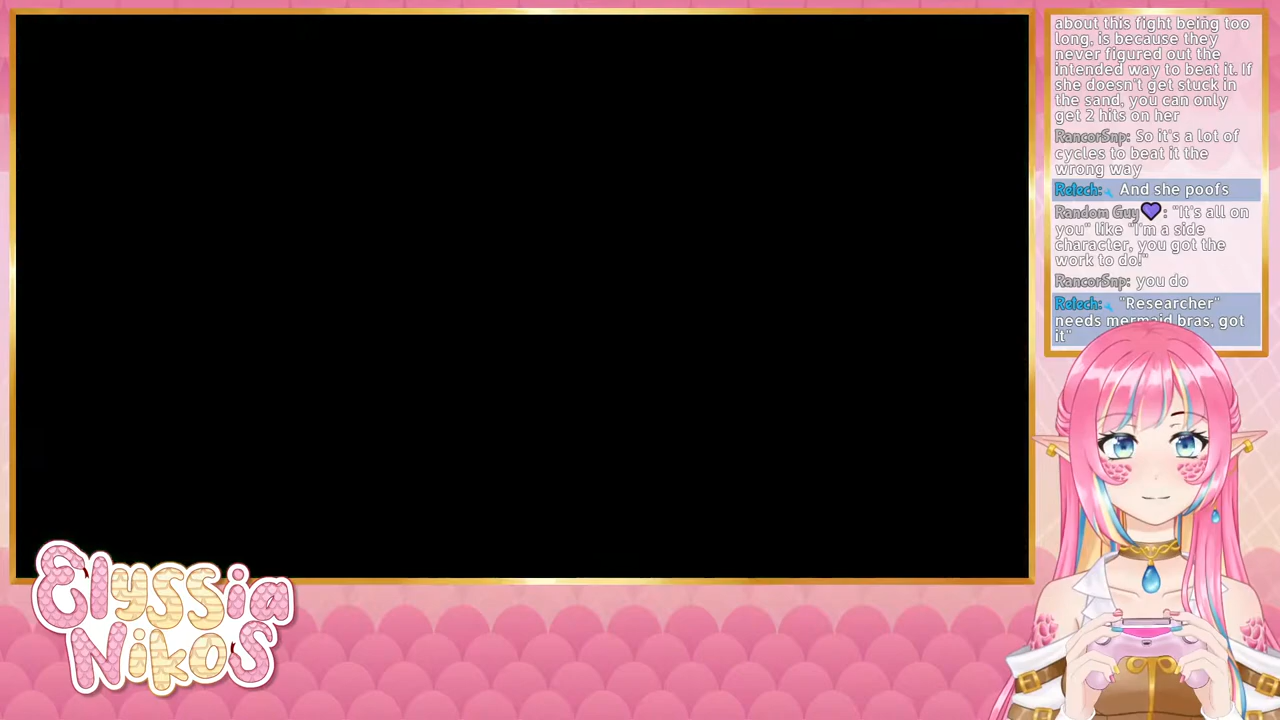 about this fight being too
long, is because they
never figured out the
intended way to beat it. If
she doesn't get stuck in
the sand, you can only
get 2 hits on her
RancorSnp: So it's a lot of
cycles to beat it the
wrong way
Relech: And she poofs
Random Guy💜: "It's all on
you" like "I'm a side
character, you got the
work to do!"
RancorSnp: you do
Relech: "Researcher"
needs mermaid bras, got
it"
Elyssia
Nikos